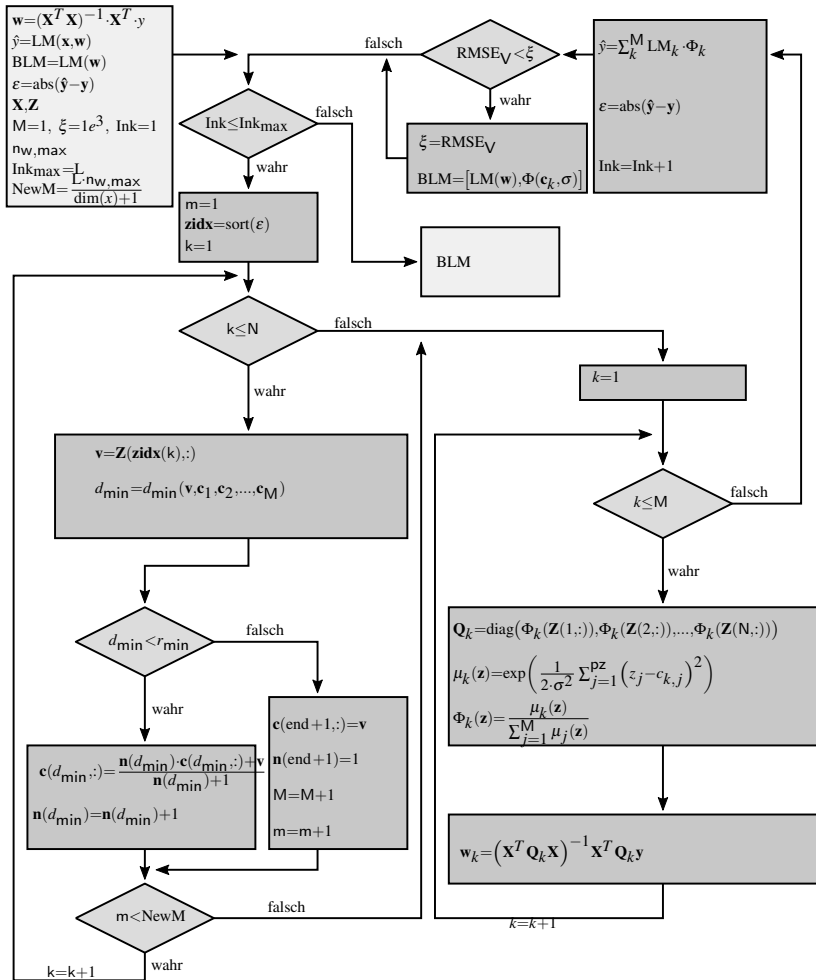 w=(X^T X)^−1·X^T·y
ŷ=LM(x,w)
BLM=LM(w)
ε=abs(ŷ−y)
X,Z
M=1, ξ=1e^3, Ink=1
n_w,max
Ink_max=L
NewM=L·n_w,max/dim(x)+1
falsch
RMSE_V<ξ
wahr
ŷ=∑_k^M LM_k·Φ_k
ε=abs(ŷ−y)
Ink=Ink+1
ξ=RMSE_V
BLM=[LM(w),Φ(c_k,σ)]
Ink≤Ink_max
falsch
wahr
m=1
zidx=sort(ε)
k=1
BLM
k≤N
falsch
wahr
k=1
v=Z(zidx(k),:)
d_min=d_min(v,c_1,c_2,...,c_M)
k≤M
falsch
wahr
d_min<r_min
falsch
wahr
Q_k=diag(Φ_k(Z(1,:)),Φ_k(Z(2,:)),...,Φ_k(Z(N,:)))
μ_k(z)=exp(1/2·σ^2 ∑_j=1^pz (z_j−c_k,j)^2)
Φ_k(z)=μ_k(z)/∑_j=1^M μ_j(z)
c(end+1,:)=v
n(end+1)=1
M=M+1
m=m+1
c(d_min,:)=n(d_min)·c(d_min,:)+v/n(d_min)+1
n(d_min)=n(d_min)+1
w_k=(X^T Q_k X)^−1 X^T Q_k y
m<NewM
falsch
wahr
k=k+1
k=k+1